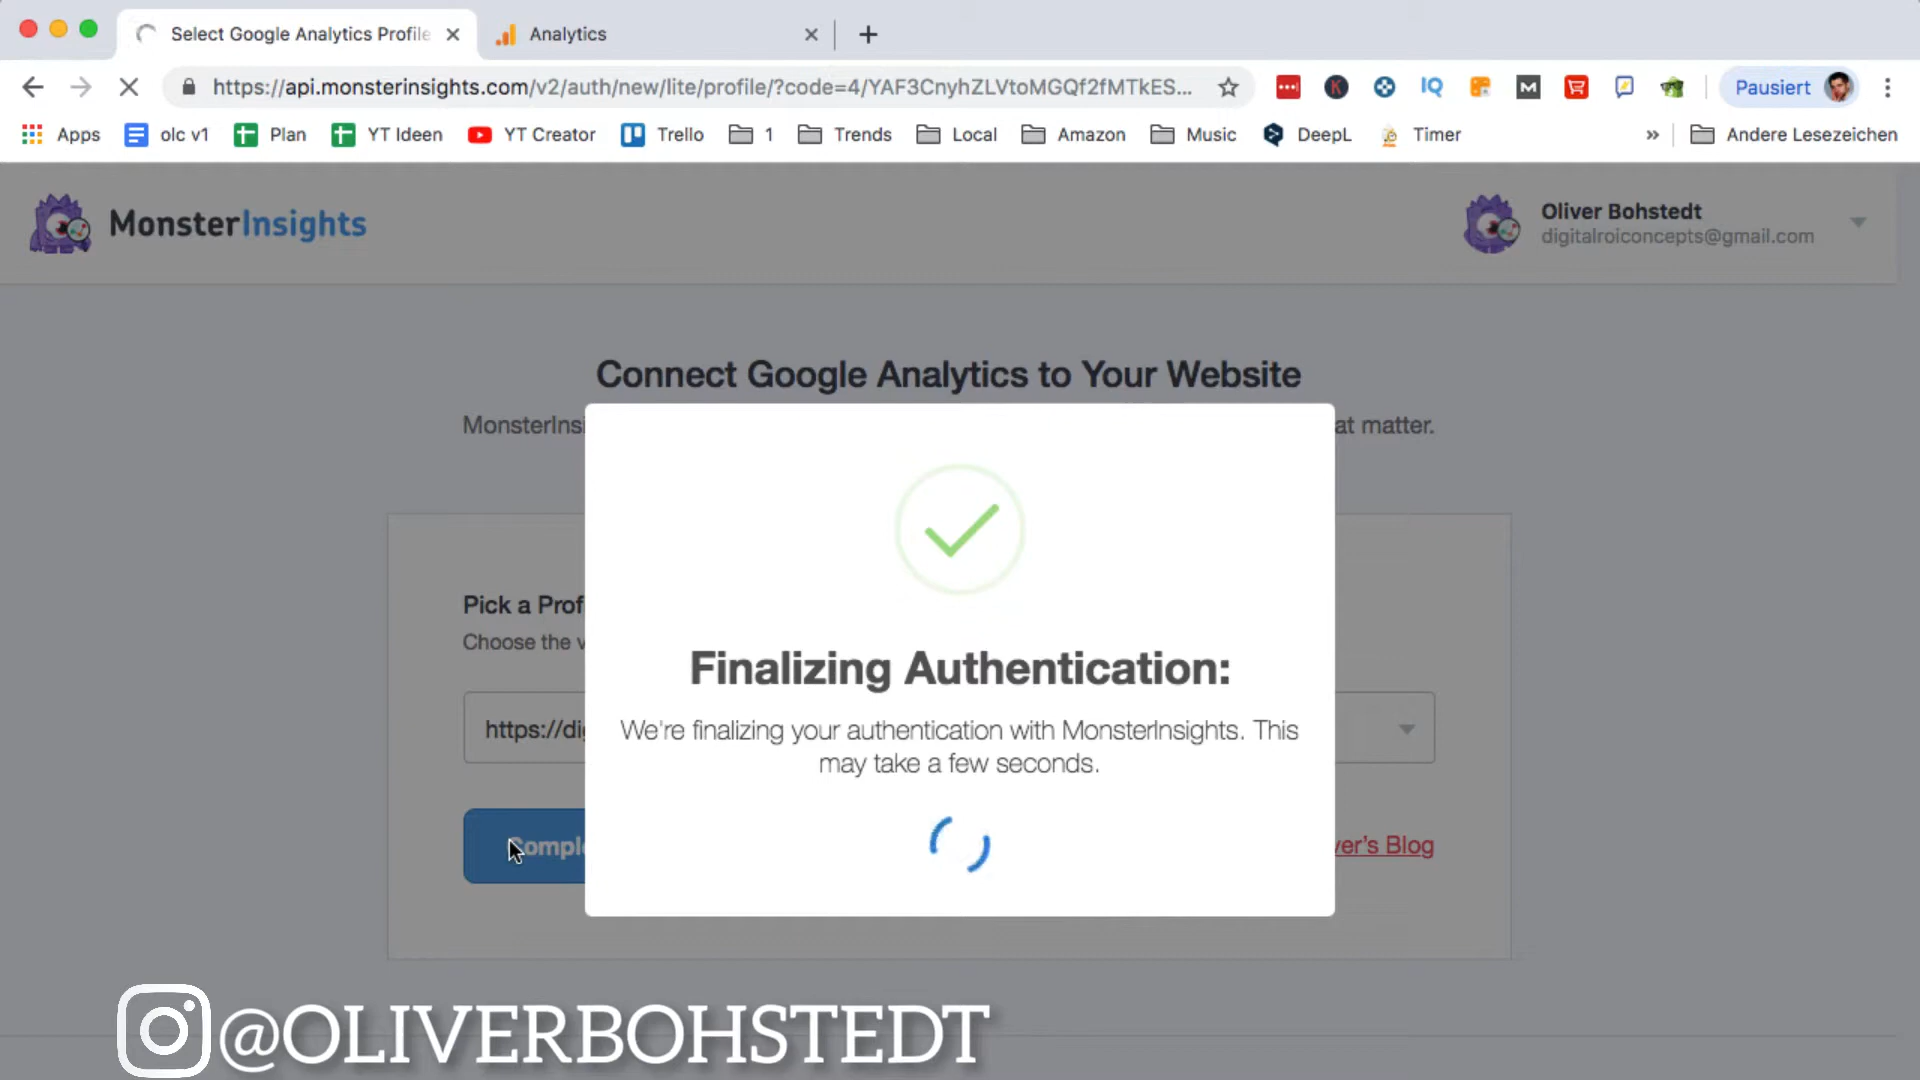 Select Google Analytics Profile
Analytics
https://api.monsterinsights.com/v2/auth/new/lite/profile/?code=4/YAF3CnyhZLVtoMGQf2fMTkES...
IQ
K
M
Pausiert
Apps
olc v1
Plan
YT Ideen
YT Creator
Trello
1
Trends
Local
Amazon
Music
DeepL
Timer
»
Andere Lesezeichen
MonsterInsights
Oliver Bohstedt
digitalroiconcepts@gmail.com
Connect Google Analytics to Your Website
MonsterInsi
at matter.
Pick a Prof
Choose the v
https://di
Finalizing Authentication:
We're finalizing your authentication with MonsterInsights. This
may take a few seconds.
Comple
ver's Blog
@OLIVERBOHSTEDT